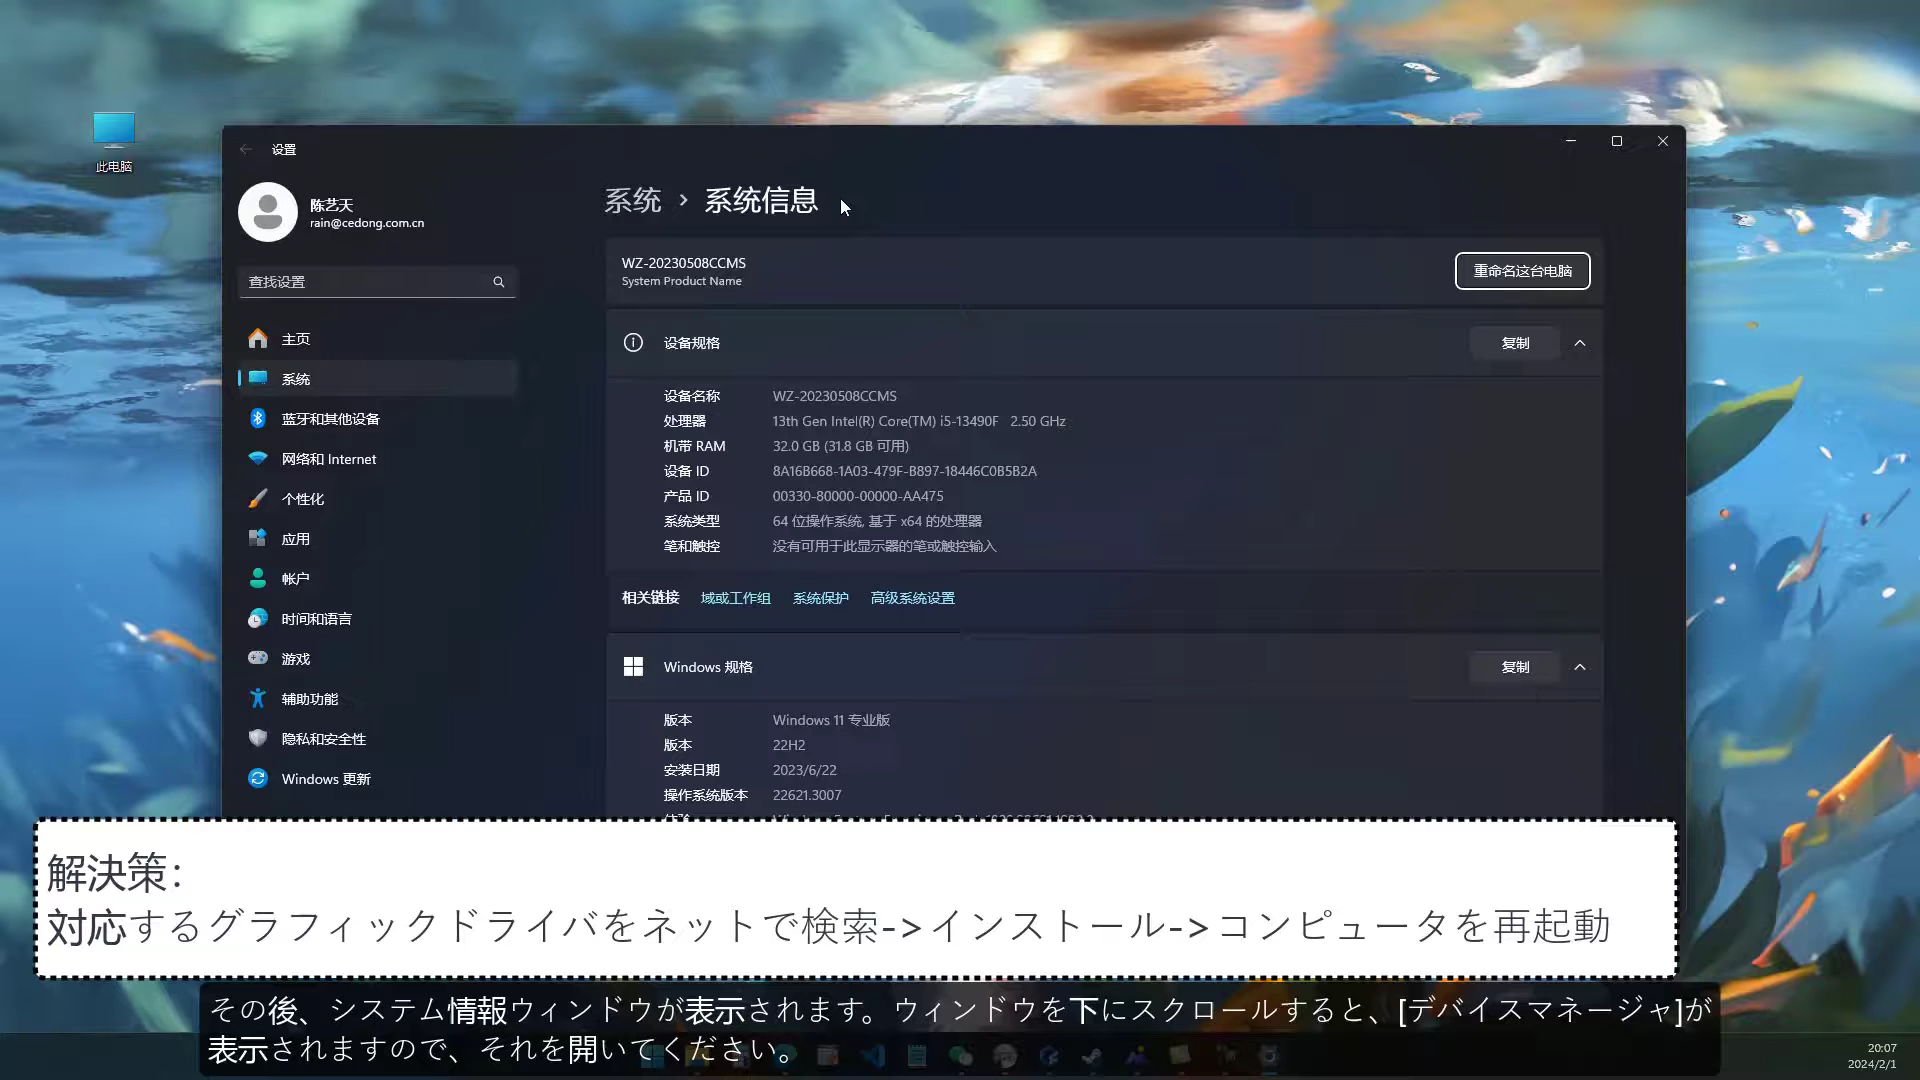 此电脑
设置
陈艺天
rain@cedong.com.cn
查找设置
主页
系统
蓝牙和其他设备
网络和 Internet
个性化
应用
帐户
时间和语言
游戏
辅助功能
隐私和安全性
Windows 更新
系统 › 系统信息
WZ-20230508CCMS
System Product Name
重命名这台电脑
设备规格
复制
设备名称 WZ-20230508CCMS
处理器 13th Gen Intel(R) Core(TM) i5-13490F 2.50 GHz
机带 RAM 32.0 GB (31.8 GB 可用)
设备 ID 8A16B668-1A03-479F-B897-18446C0B5B2A
产品 ID 00330-80000-00000-AA475
系统类型 64 位操作系统, 基于 x64 的处理器
笔和触控 没有可用于此显示器的笔或触控输入
相关链接 域或工作组 系统保护 高级系统设置
Windows 规格
复制
版本 Windows 11 专业版
版本 22H2
安装日期 2023/6/22
操作系统版本 22621.3007
解決策：
対応するグラフィックドライバをネットで検索->インストール->コンピュータを再起動
その後、システム情報ウィンドウが表示されます。ウィンドウを下にスクロールすると、[デバイスマネージャ]が
表示されますので、それを開いてください。
20:07
2024/2/1